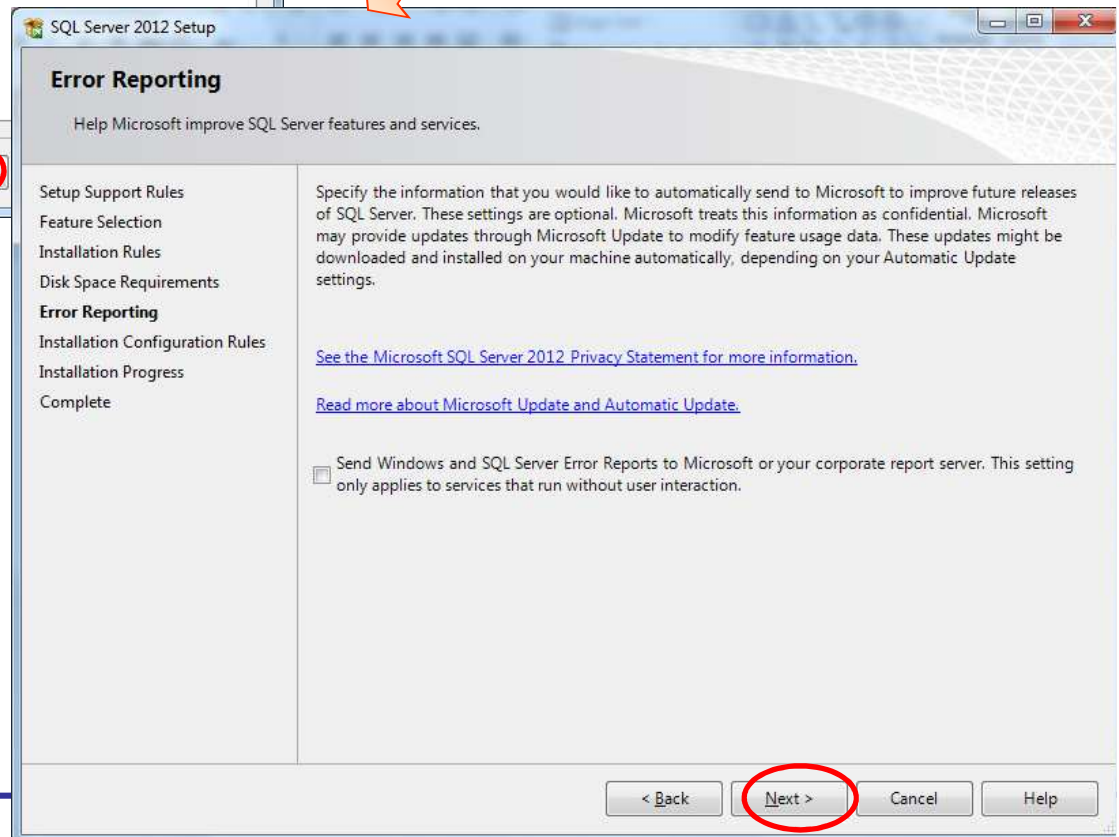 SQL Server 2012 Setup
Error Reporting
Help Microsoft improve SQL Server features and services.
Setup Support Rules
Feature Selection
Installation Rules
Disk Space Requirements
Error Reporting
Installation Configuration Rules
Installation Progress
Complete
Specify the information that you would like to automatically send to Microsoft to improve future releases
of SQL Server. These settings are optional. Microsoft treats this information as confidential. Microsoft
may provide updates through Microsoft Update to modify feature usage data. These updates might be
downloaded and installed on your machine automatically, depending on your Automatic Update
settings.
See the Microsoft SQL Server 2012 Privacy Statement for more information.
Read more about Microsoft Update and Automatic Update.
Send Windows and SQL Server Error Reports to Microsoft or your corporate report server. This setting
only applies to services that run without user interaction.
< Back Next > Cancel Help